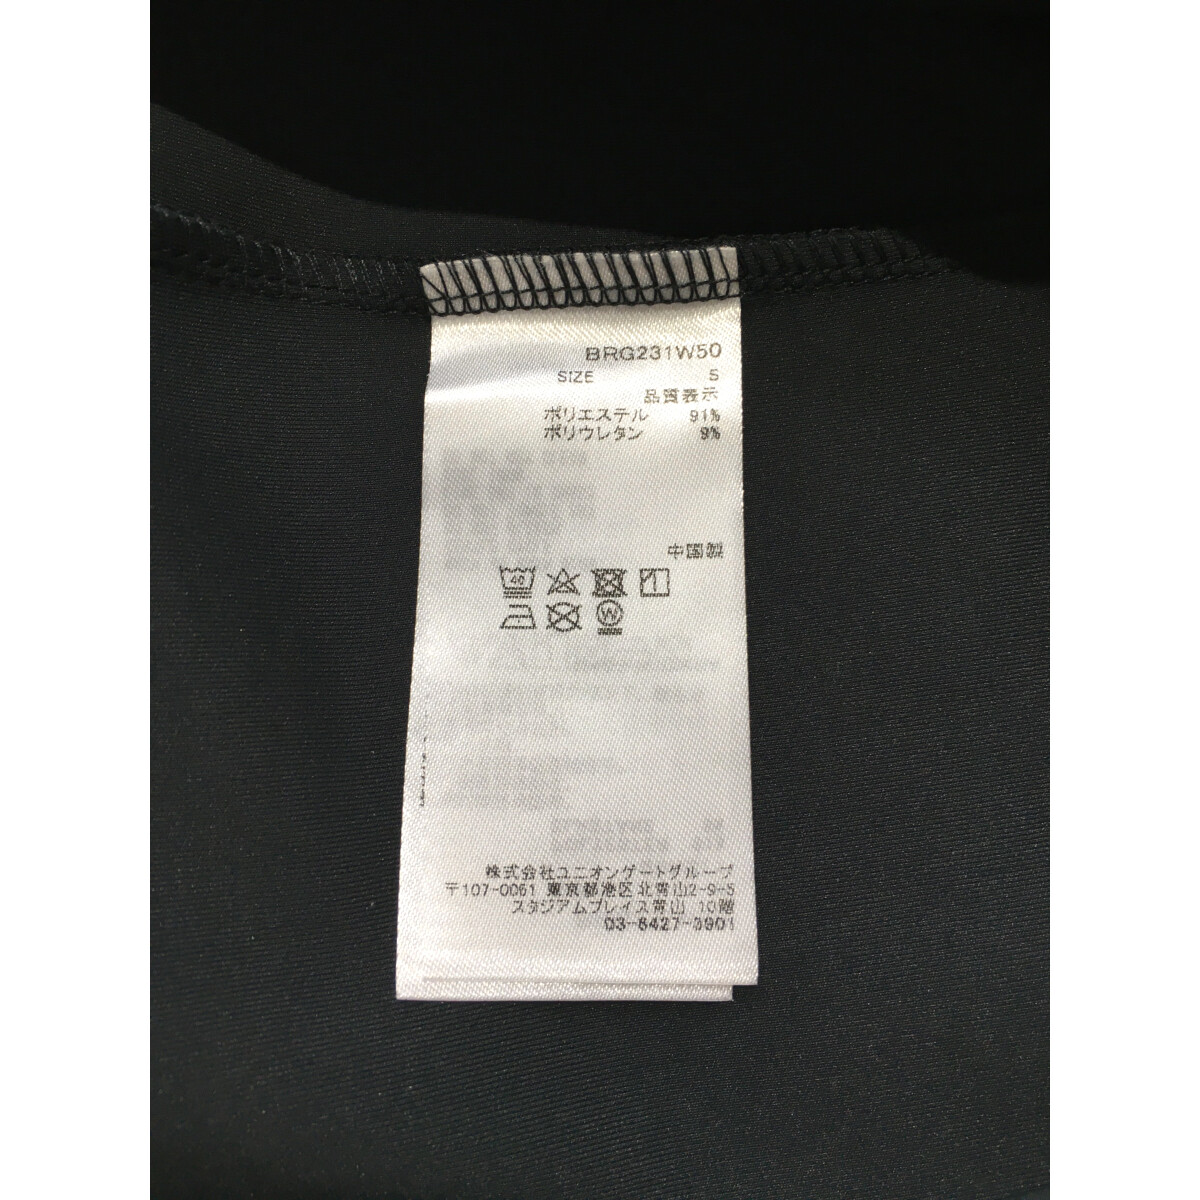 BRG231W50
SIZE S
品質表示
ポリエステル 91%
ポリウレタン 9%
中国製
40
W
株式会社ユニオンゲートグループ
〒107-0061 東京都港区北青山2-9-5
スタジアムプレイス青山 10階
03-6427-3901